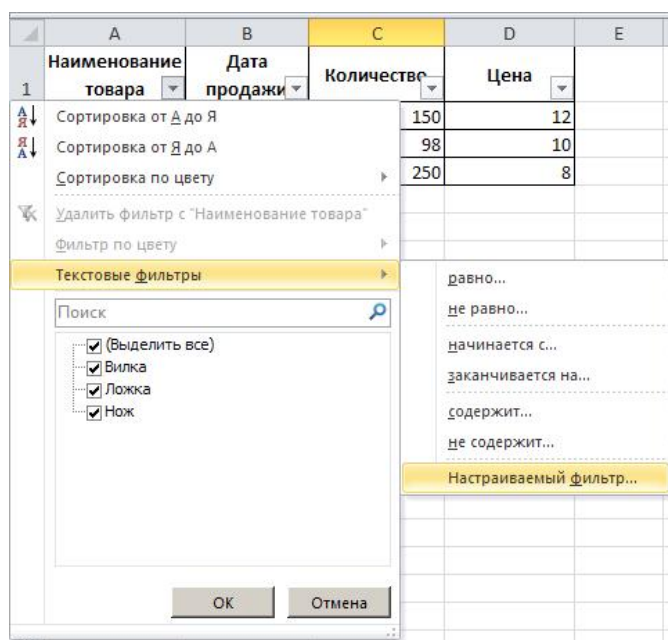 A B C D E
1 Наименование товара Дата продажи Количество Цена
150 12
98 10
250 8
Сортировка от А до Я
Сортировка от Я до А
Сортировка по цвету
Удалить фильтр с "Наименование товара"
Фильтр по цвету
Текстовые фильтры
Поиск
(Выделить все)
Вилка
Ложка
Нож
ОК Отмена
равно...
не равно...
начинается с...
заканчивается на...
содержит...
не содержит...
Настраиваемый фильтр...